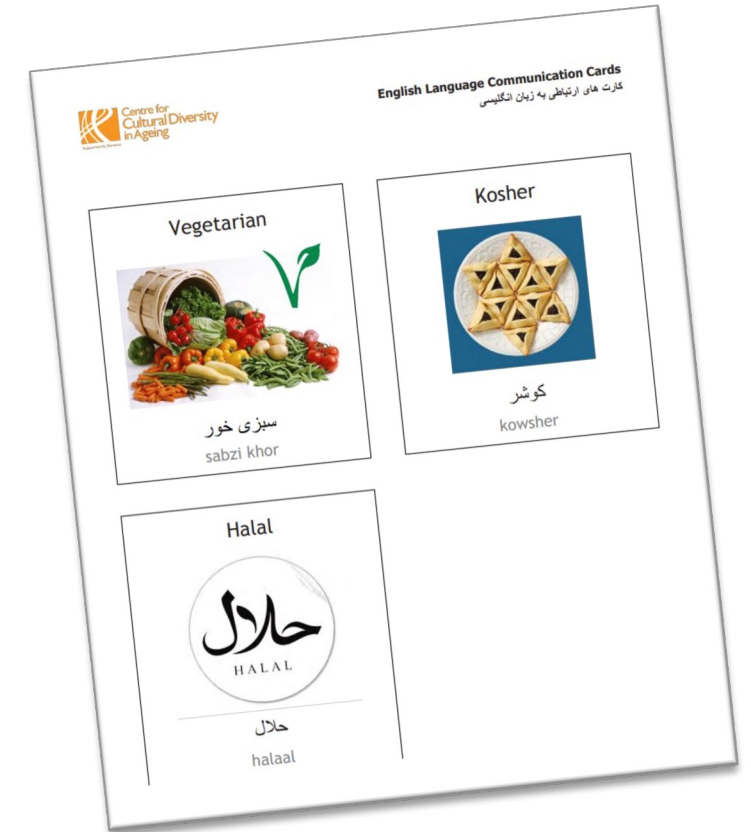 Centre for
Cultural Diversity
in Ageing
English Language Communication Cards
کارت های ارتباطی به زبان انگلیسی
Vegetarian
سبزی خور
sabzi khor
Kosher
کوشر
kowsher
Halal
حلال
HALAL
حلال
halaal